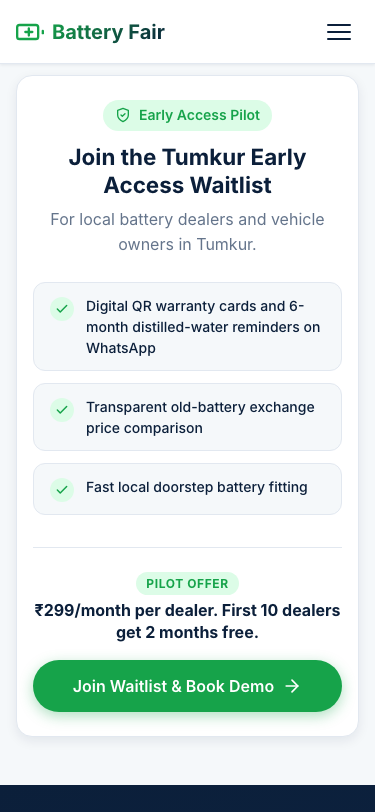 Battery Fair
Early Access Pilot
Join the Tumkur Early
Access Waitlist
For local battery dealers and vehicle
owners in Tumkur.
Digital QR warranty cards and 6-
month distilled-water reminders on
WhatsApp
Transparent old-battery exchange
price comparison
Fast local doorstep battery fitting
PILOT OFFER
₹299/month per dealer. First 10 dealers
get 2 months free.
Join Waitlist & Book Demo